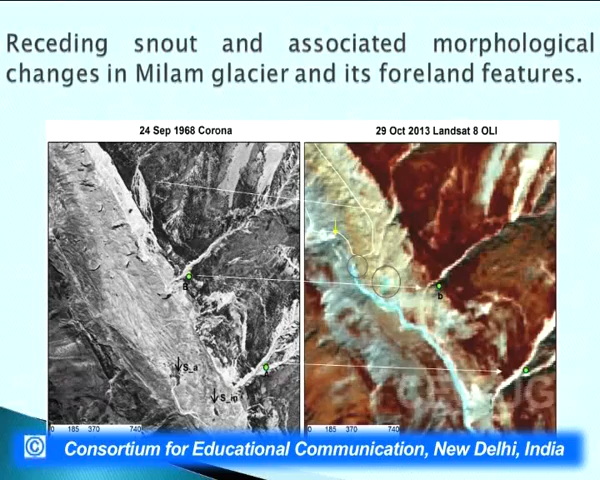 Receding snout and associated morphological
changes in Milam glacier and its foreland features.
24 Sep 1968 Corona
29 Oct 2013 Landsat 8 OLI
B
D
S_a
S_in
0 185 370 740
0 185 370 740
© Consortium for Educational Communication, New Delhi, India